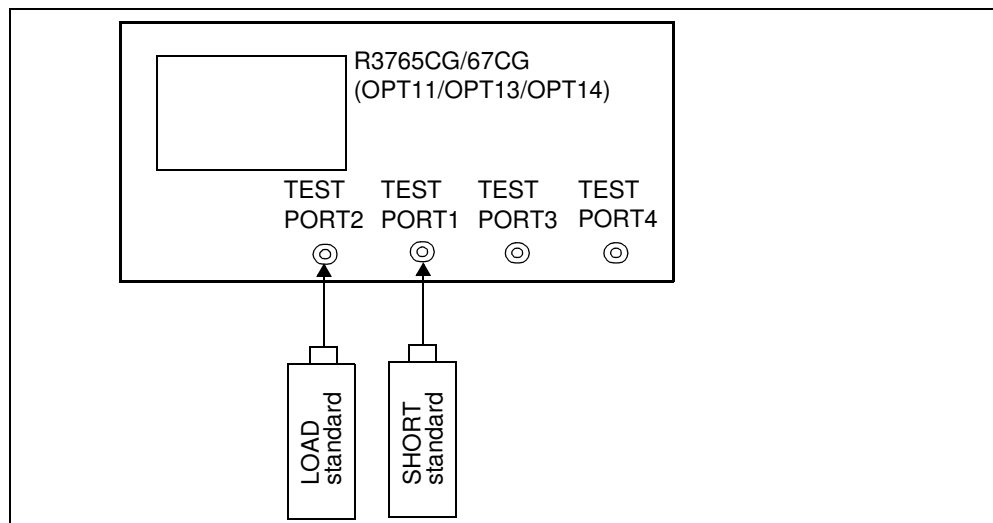 R3765CG/67CG
(OPT11/OPT13/OPT14)
TEST PORT2
TEST PORT1
TEST PORT3
TEST PORT4
LOAD
standard
SHORT
standard